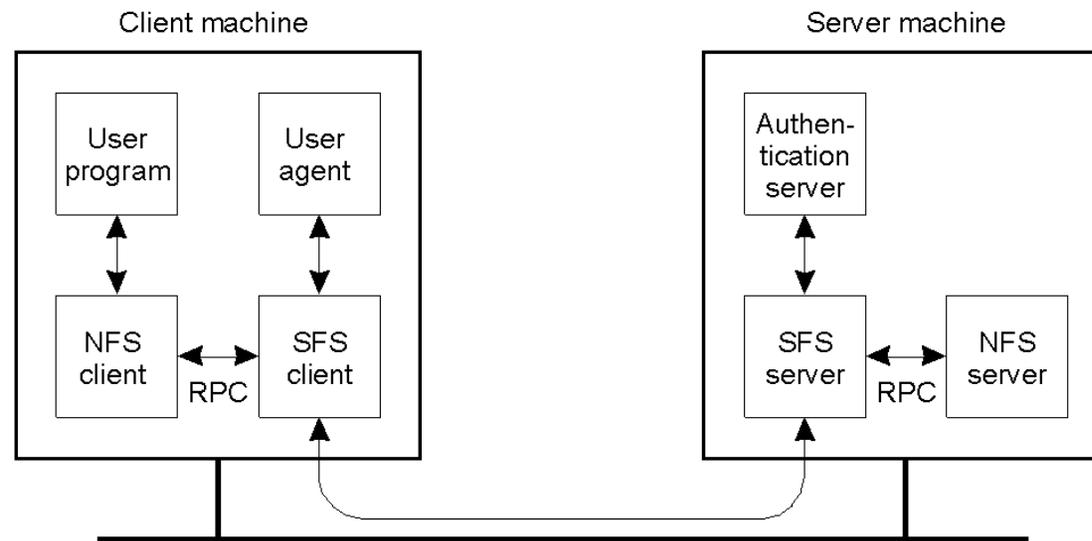 Client machine
Server machine
User
program
User
agent
Authen-
tication
server
NFS
client
RPC
SFS
client
SFS
server
RPC
NFS
server